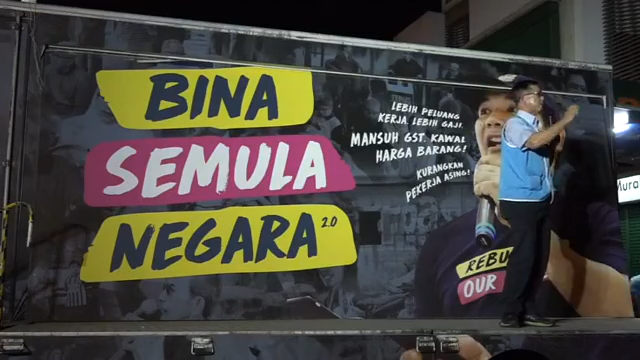 BINA
SEMULA
NEGARA 2.0
LEBIH PELUANG
KERJA, LEBIH GAJI.
MANSUH GST, KAWAL
HARGA BARANG!
KURANGKAN
PEKERJA ASING!
OUR